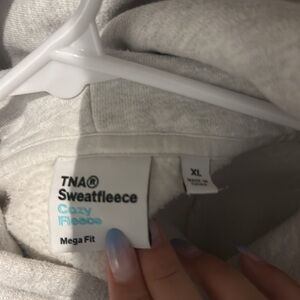 TNA®
Sweatfleece
Cozy
Fleece
Mega Fit
XL